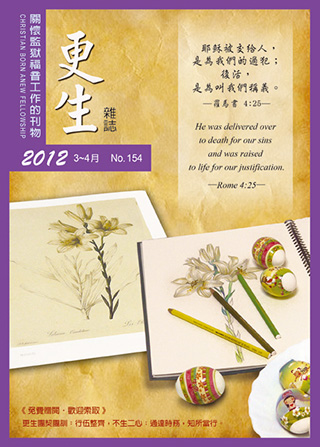 關懷監獄福音工作的刊物
CHRISTIAN BORN ANEW FELLOWSHIP
更生
雜誌
2012 3~4月 No. 154
耶穌被交給人,
是為我們的過犯;
復活,
是為叫我們稱義。
—羅馬書 4:25—
He was delivered over
to death for our sins
and was raised
to life for our justification.
—Rome 4:25—
《免費贈閱·歡迎索取》
更生團契團訓：行伍整齊，不生二心；通達時務，知所當行。